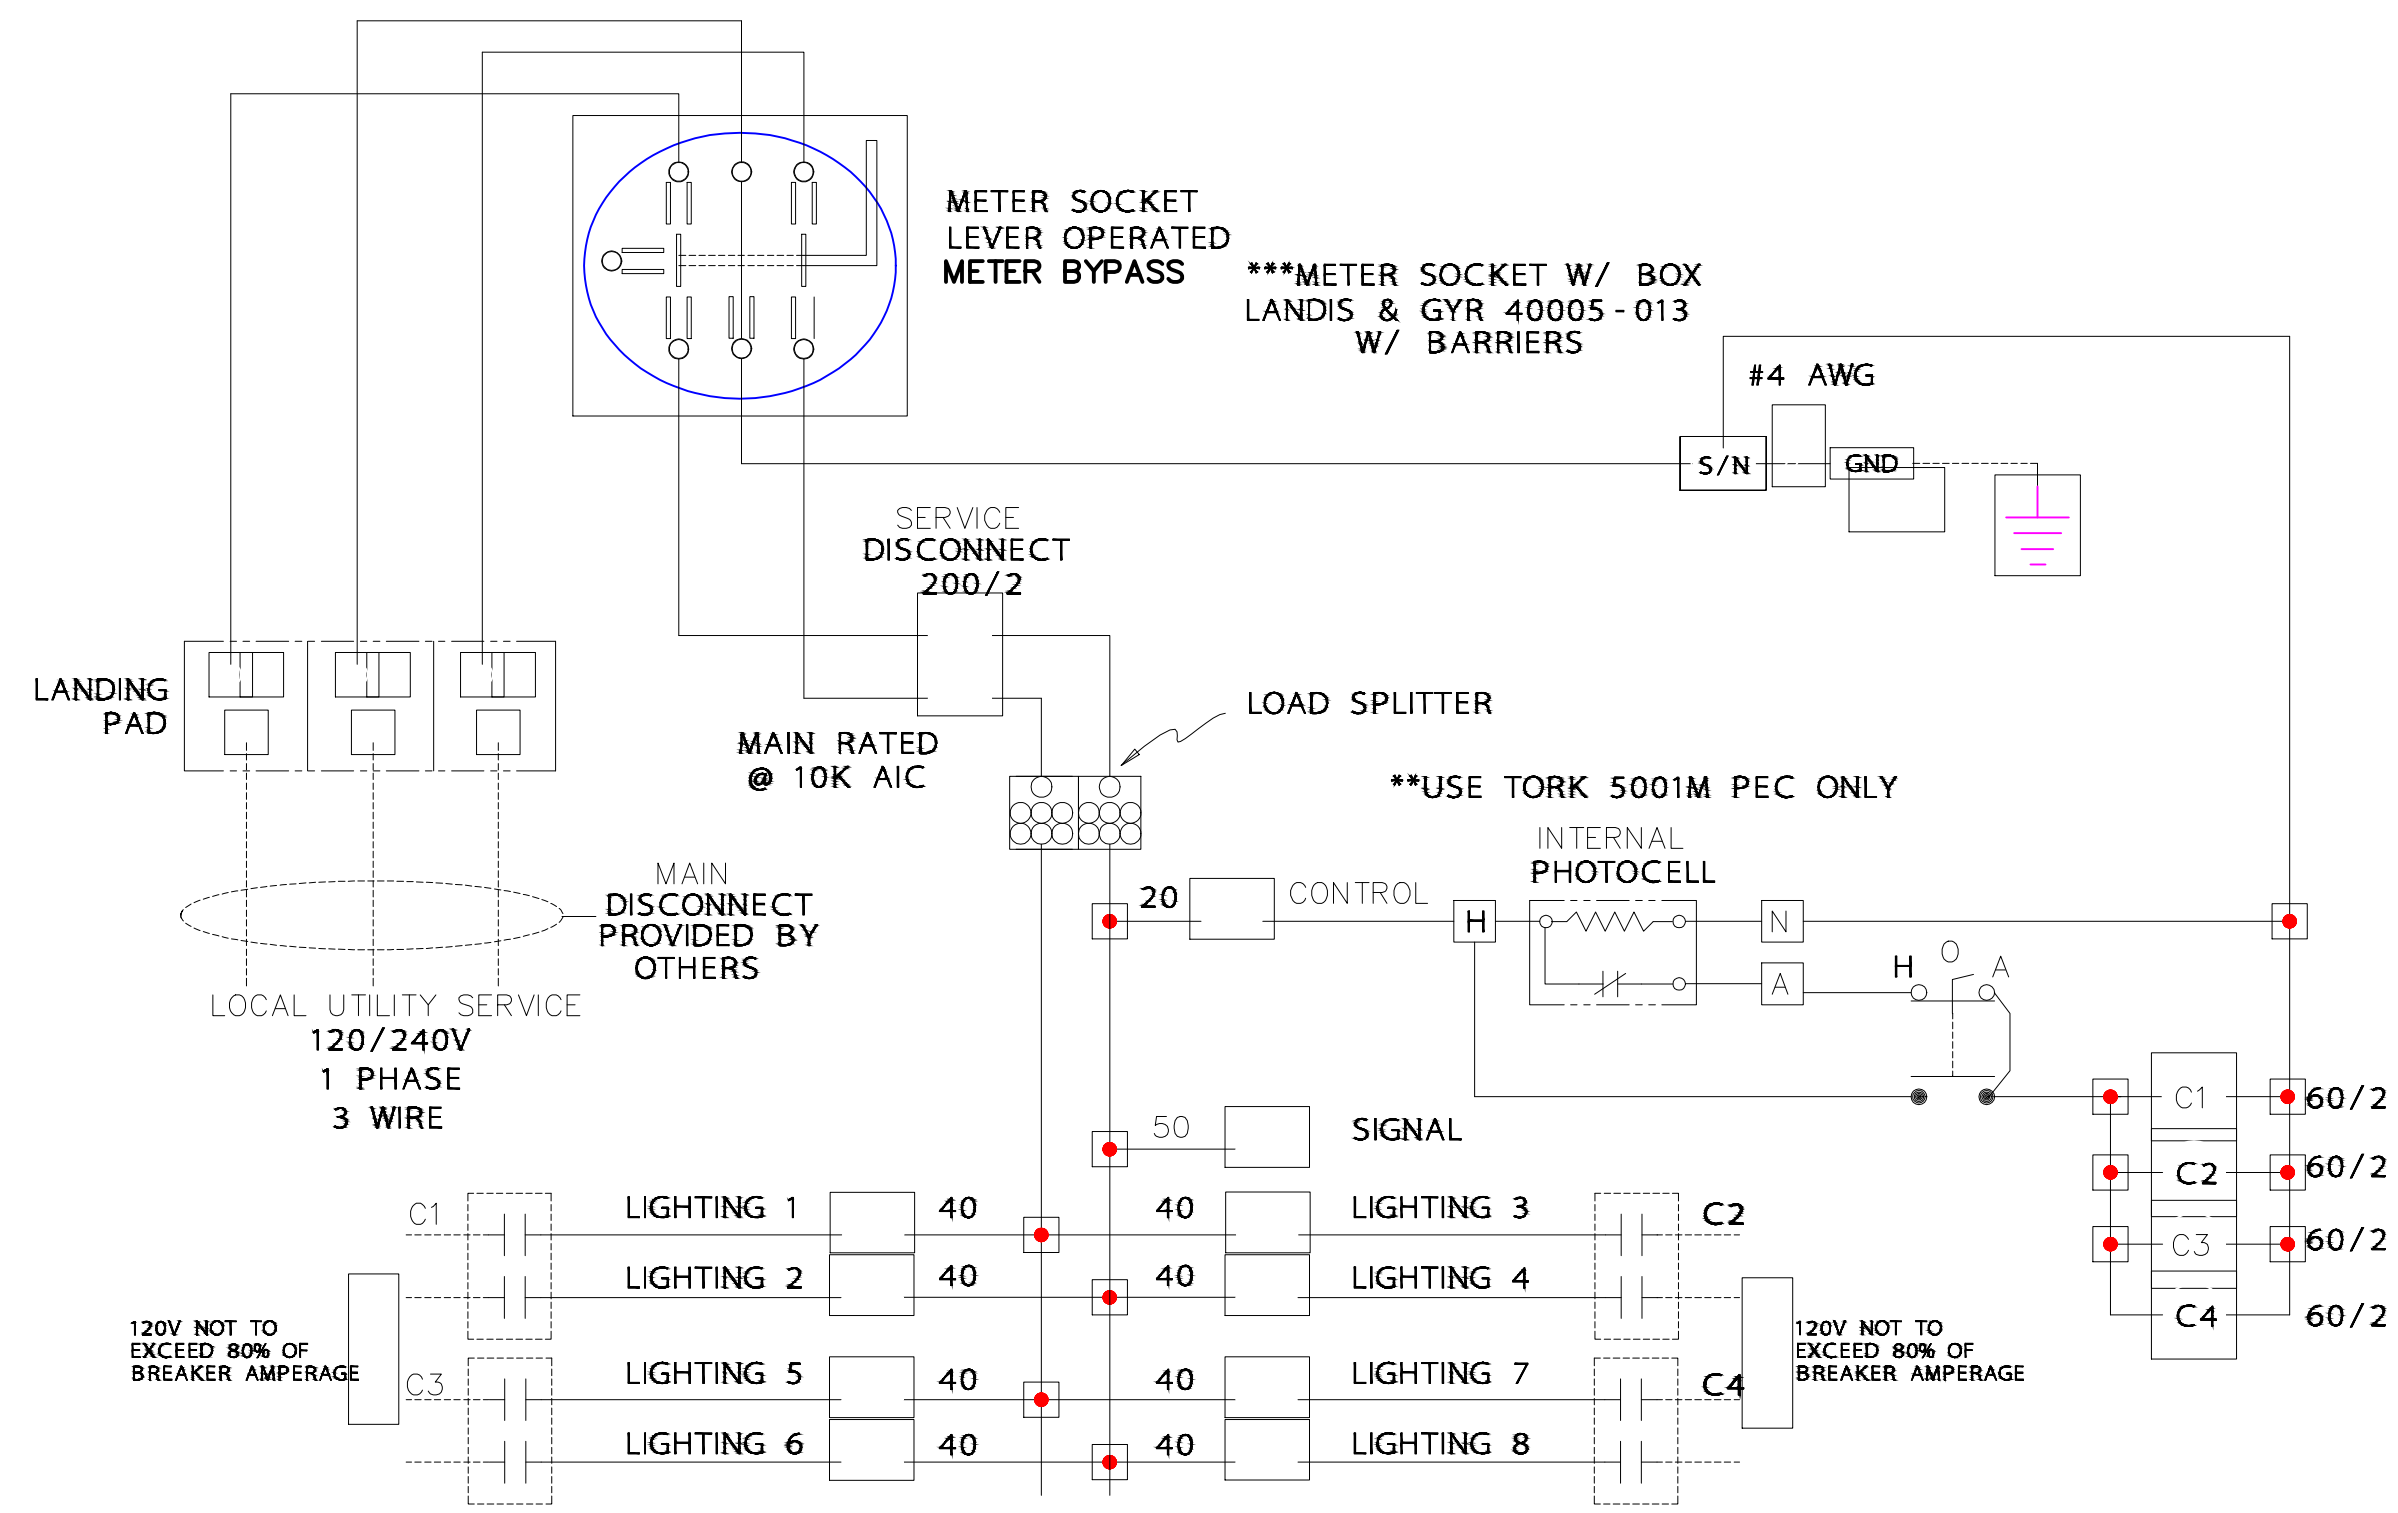 METER SOCKET
LEVER OPERATED
METER BYPASS
***METER SOCKET W/ BOX
LANDIS & GYR 40005-013
W/ BARRIERS
#4 AWG
S/N
GND
SERVICE
DISCONNECT
200/2
LANDING
PAD
LOAD SPLITTER
MAIN RATED
@ 10K AIC
**USE TORK 5001M PEC ONLY
INTERNAL
PHOTOCELL
MAIN
DISCONNECT
PROVIDED BY
OTHERS
20
CONTROL
H
N
A
H O A
LOCAL UTILITY SERVICE
120/240V
1 PHASE
3 WIRE
50
SIGNAL
C1
60/2
C2
60/2
C3
60/2
C4
60/2
C1
LIGHTING 1
40
40
LIGHTING 3
C2
LIGHTING 2
40
40
LIGHTING 4
120V NOT TO
EXCEED 80% OF
BREAKER AMPERAGE
120V NOT TO
EXCEED 80% OF
BREAKER AMPERAGE
C3
LIGHTING 5
40
40
LIGHTING 7
C4
LIGHTING 6
40
40
LIGHTING 8